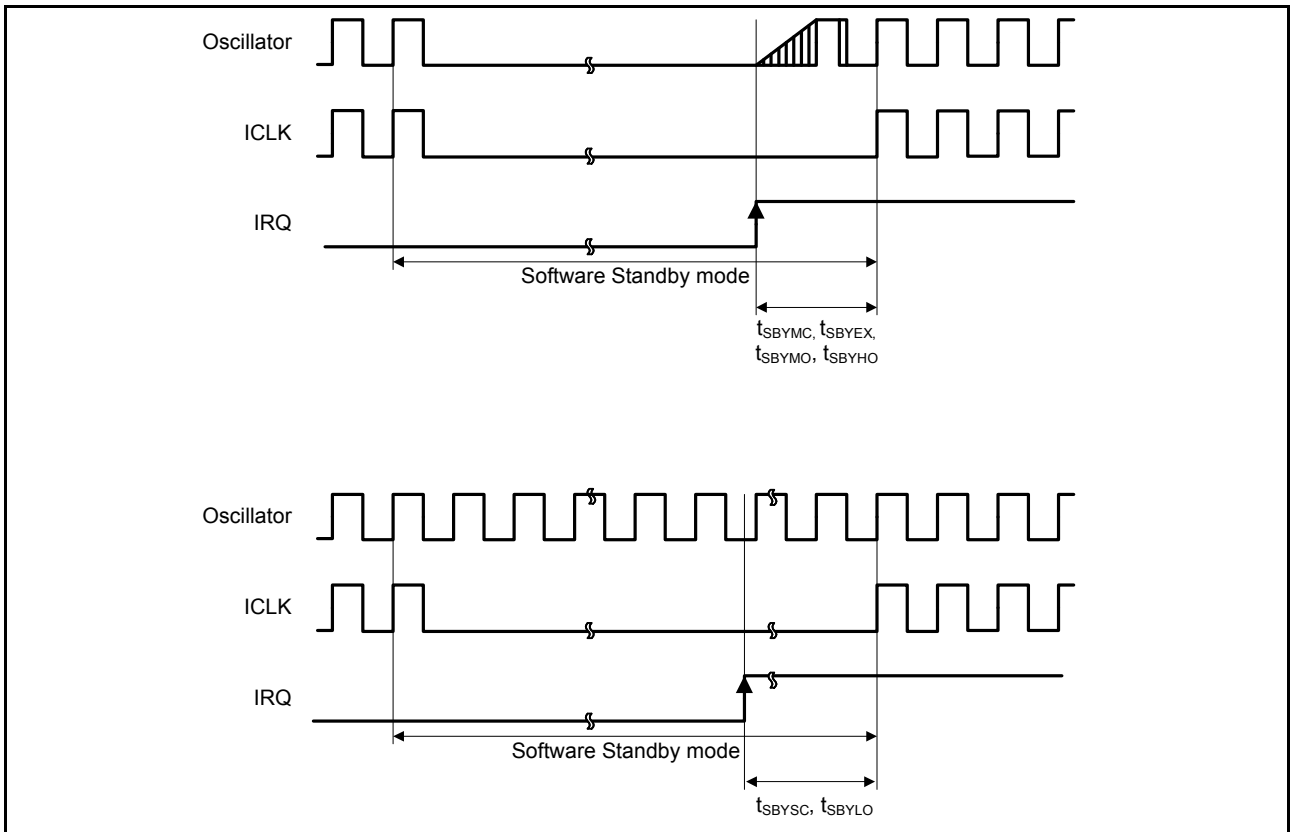 Oscillator
ICLK
IRQ
Software Standby mode
tSBYMC, tSBYEX,
tSBYMO, tSBYHO
Oscillator
ICLK
IRQ
Software Standby mode
tSBYSC, tSBYLO